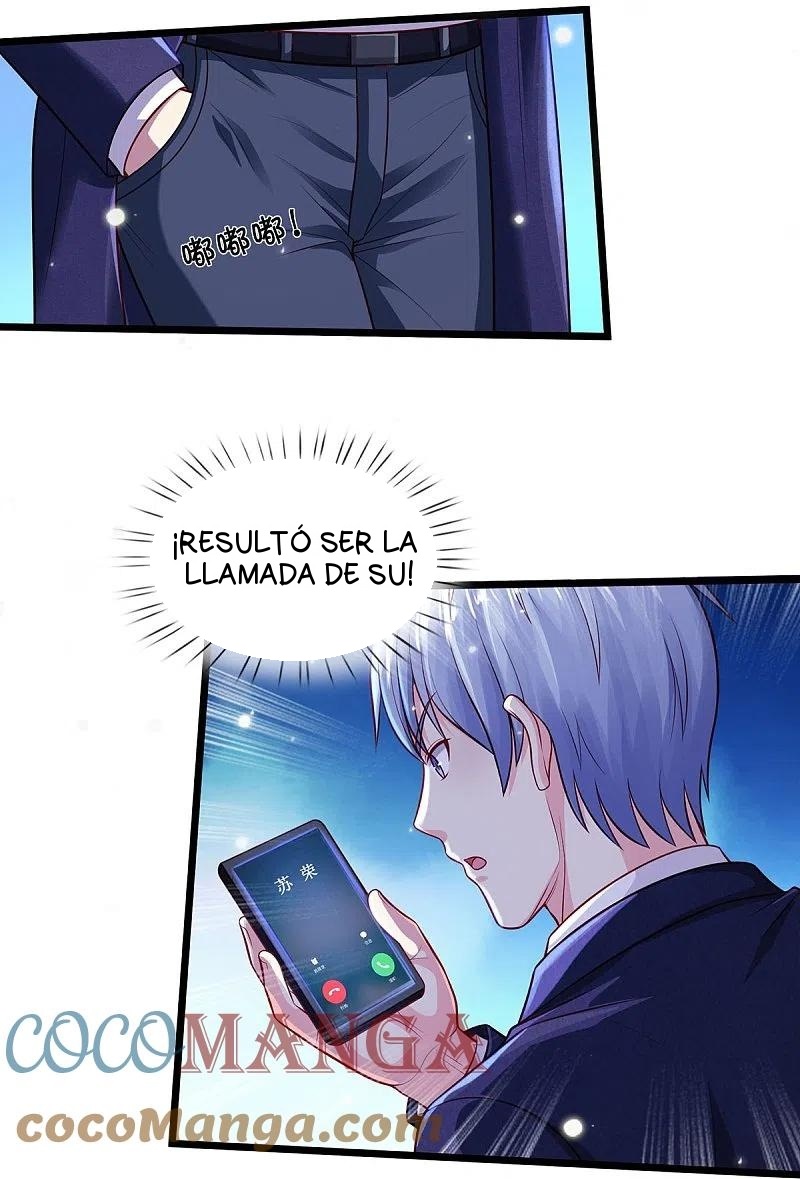 嘟嘟嘟！
¡RESULTÓ SER LA
LLAMADA DE SU!
苏荣
COCOMANGA
cocoManga.com